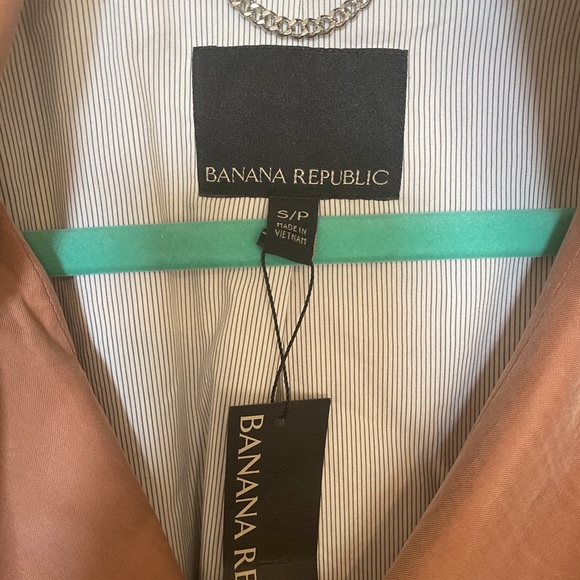 BANANA REPUBLIC
S/P
MADE IN
VIETNAM
BANANA RE